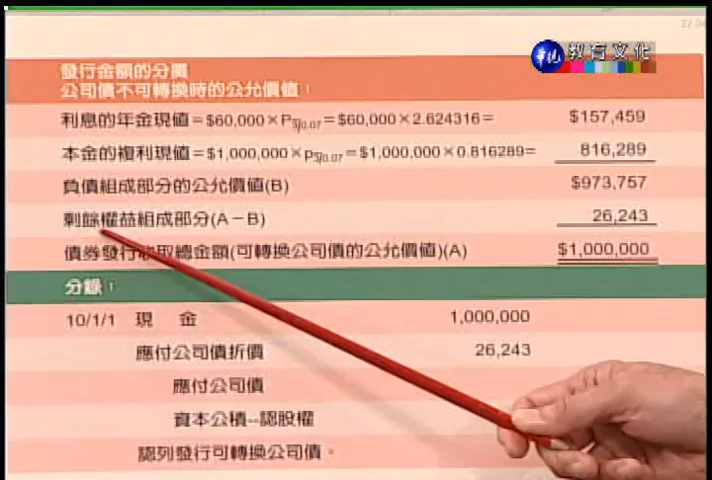 華視 教育文化
發行金額的分攤
公司債不可轉換時的公允價值：
利息的年金現值＝$60,000×P3┐0.07＝$60,000×2.624316＝ $157,459
本金的複利現值＝$1,000,000×p3┐0.07＝$1,000,000×0.816289＝ 816,289
負債組成部分的公允價值(B) $973,757
剩餘權益組成部分(A－B) 26,243
債券發行收取總金額(可轉換公司債的公允價值)(A) $1,000,000
分錄：
10/1/1 現 金 1,000,000
應付公司債折價 26,243
應付公司債
資本公積--認股權
認列發行可轉換公司債。